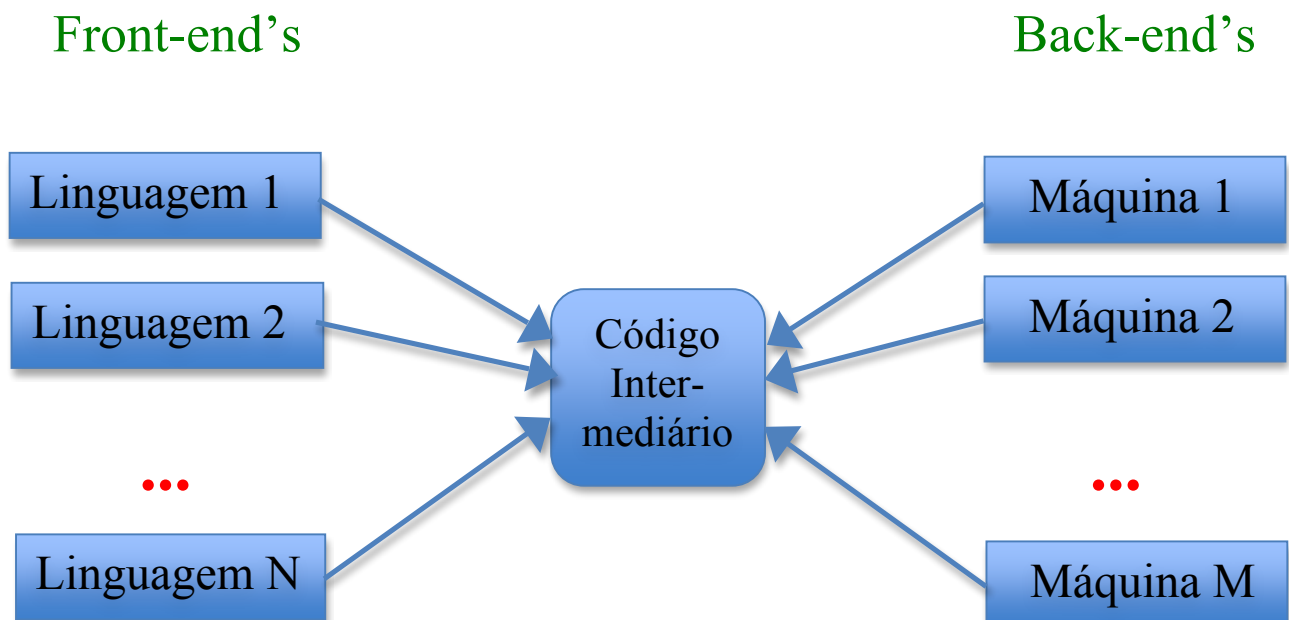 Front-end’s
Back-end’s
Linguagem 1
Máquina 1
Linguagem 2
Máquina 2
Código
Inter-
mediário
...
...
Linguagem N
Máquina M